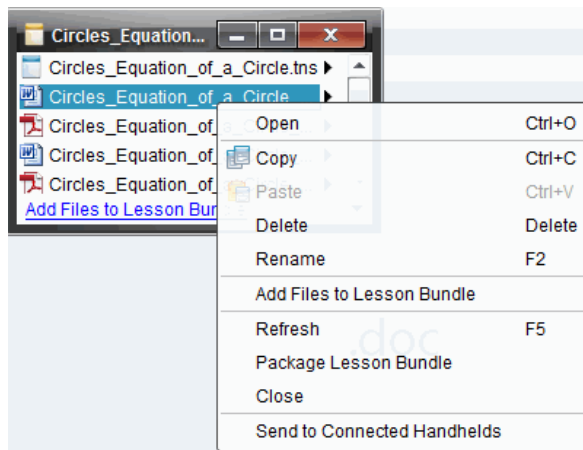 Circles_Equation...
Circles_Equation_of_a_Circle.tns
Circles_Equation_of_a_Circle
Circles_Equation_of
Circles_Equation_of
Circles_Equation_of
Add Files to Lesson Bun
Open Ctrl+O
Copy Ctrl+C
Paste Ctrl+V
Delete Delete
Rename F2
Add Files to Lesson Bundle
Refresh F5
.doc
Package Lesson Bundle
Close
Send to Connected Handhelds